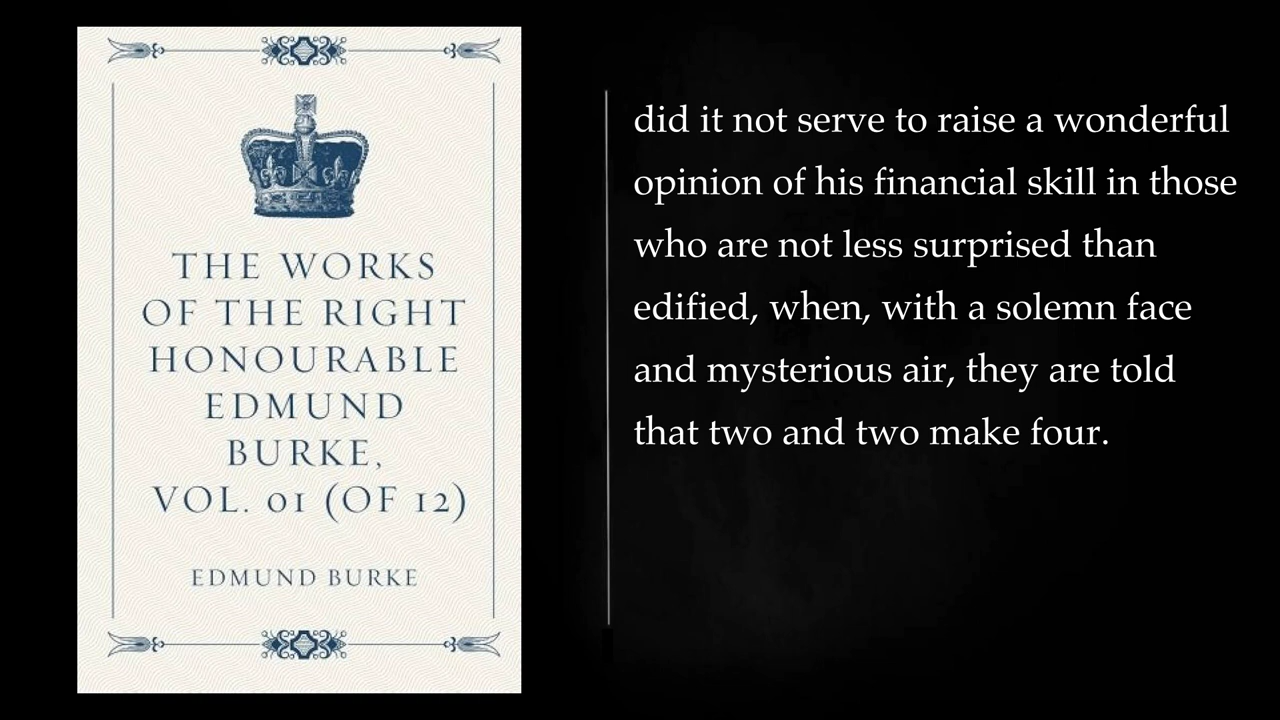 THE WORKS
OF THE RIGHT
HONOURABLE
EDMUND
BURKE,
VOL. 01 (OF 12)
EDMUND BURKE
did it not serve to raise a wonderful
opinion of his financial skill in those
who are not less surprised than
edified, when, with a solemn face
and mysterious air, they are told
that two and two make four.